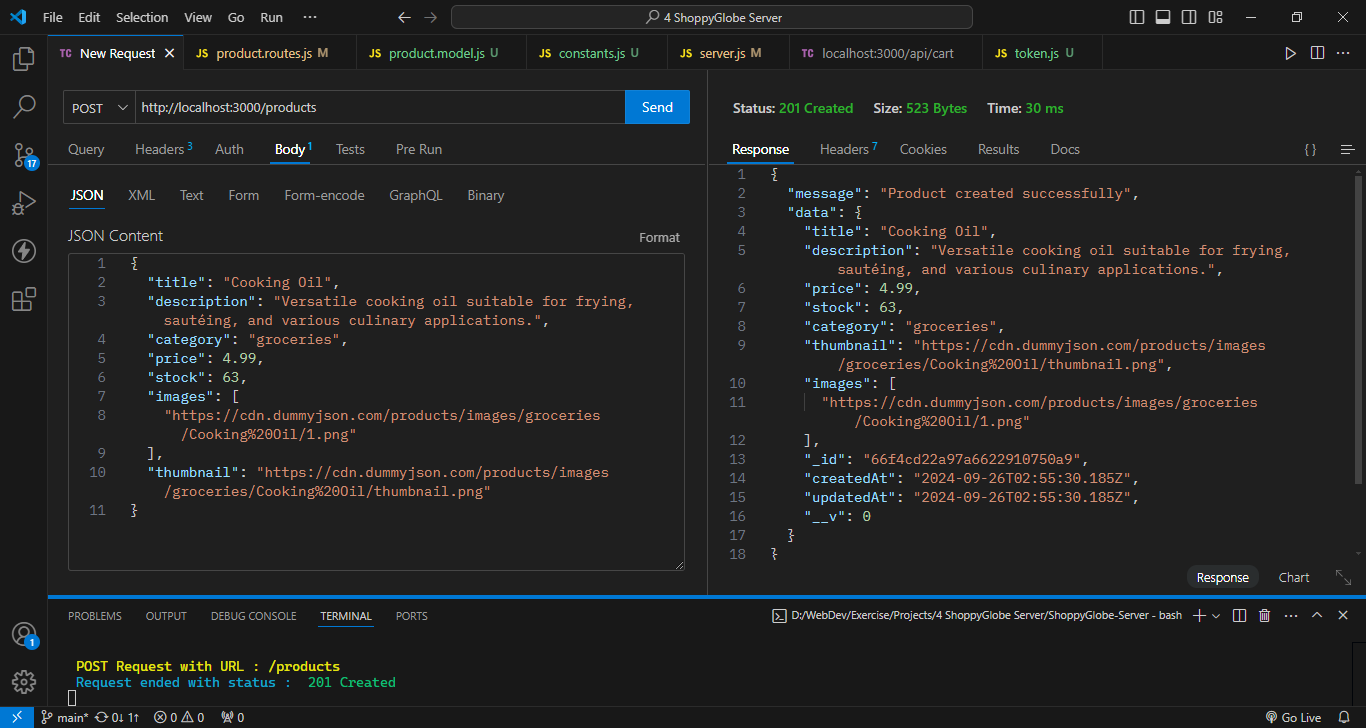 File Edit Selection View Go Run ··· 4 ShoppyGlobe Server
TC New Request JS product.routes.js M JS product.model.js U JS constants.js U JS server.js M TC localhost:3000/api/cart JS token.js U
POST http://localhost:3000/products Send
Query Headers 3 Auth Body 1 Tests Pre Run
JSON XML Text Form Form-encode GraphQL Binary
JSON Content Format
1 {
2 "title": "Cooking Oil",
3 "description": "Versatile cooking oil suitable for frying,
sautéing, and various culinary applications.",
4 "category": "groceries",
5 "price": 4.99,
6 "stock": 63,
7 "images": [
8 "https://cdn.dummyjson.com/products/images/groceries
/Cooking%20Oil/1.png"
9 ],
10 "thumbnail": "https://cdn.dummyjson.com/products/images
/groceries/Cooking%20Oil/thumbnail.png"
11 }
Status: 201 Created Size: 523 Bytes Time: 30 ms
Response Headers 7 Cookies Results Docs { }
1 {
2 "message": "Product created successfully",
3 "data": {
4 "title": "Cooking Oil",
5 "description": "Versatile cooking oil suitable for frying,
sautéing, and various culinary applications.",
6 "price": 4.99,
7 "stock": 63,
8 "category": "groceries",
9 "thumbnail": "https://cdn.dummyjson.com/products/images
/groceries/Cooking%20Oil/thumbnail.png",
10 "images": [
11 "https://cdn.dummyjson.com/products/images/groceries
/Cooking%20Oil/1.png"
12 ],
13 "_id": "66f4cd22a97a6622910750a9",
14 "createdAt": "2024-09-26T02:55:30.185Z",
15 "updatedAt": "2024-09-26T02:55:30.185Z",
16 "__v": 0
17 }
18 }
Response Chart
17
1
PROBLEMS OUTPUT DEBUG CONSOLE TERMINAL PORTS D:/WebDev/Exercise/Projects/4 ShoppyGlobe Server/ShoppyGlobe-Server - bash
POST Request with URL : /products
Request ended with status : 201 Created
main* 0↓ 1↑ 0 0 0 Go Live